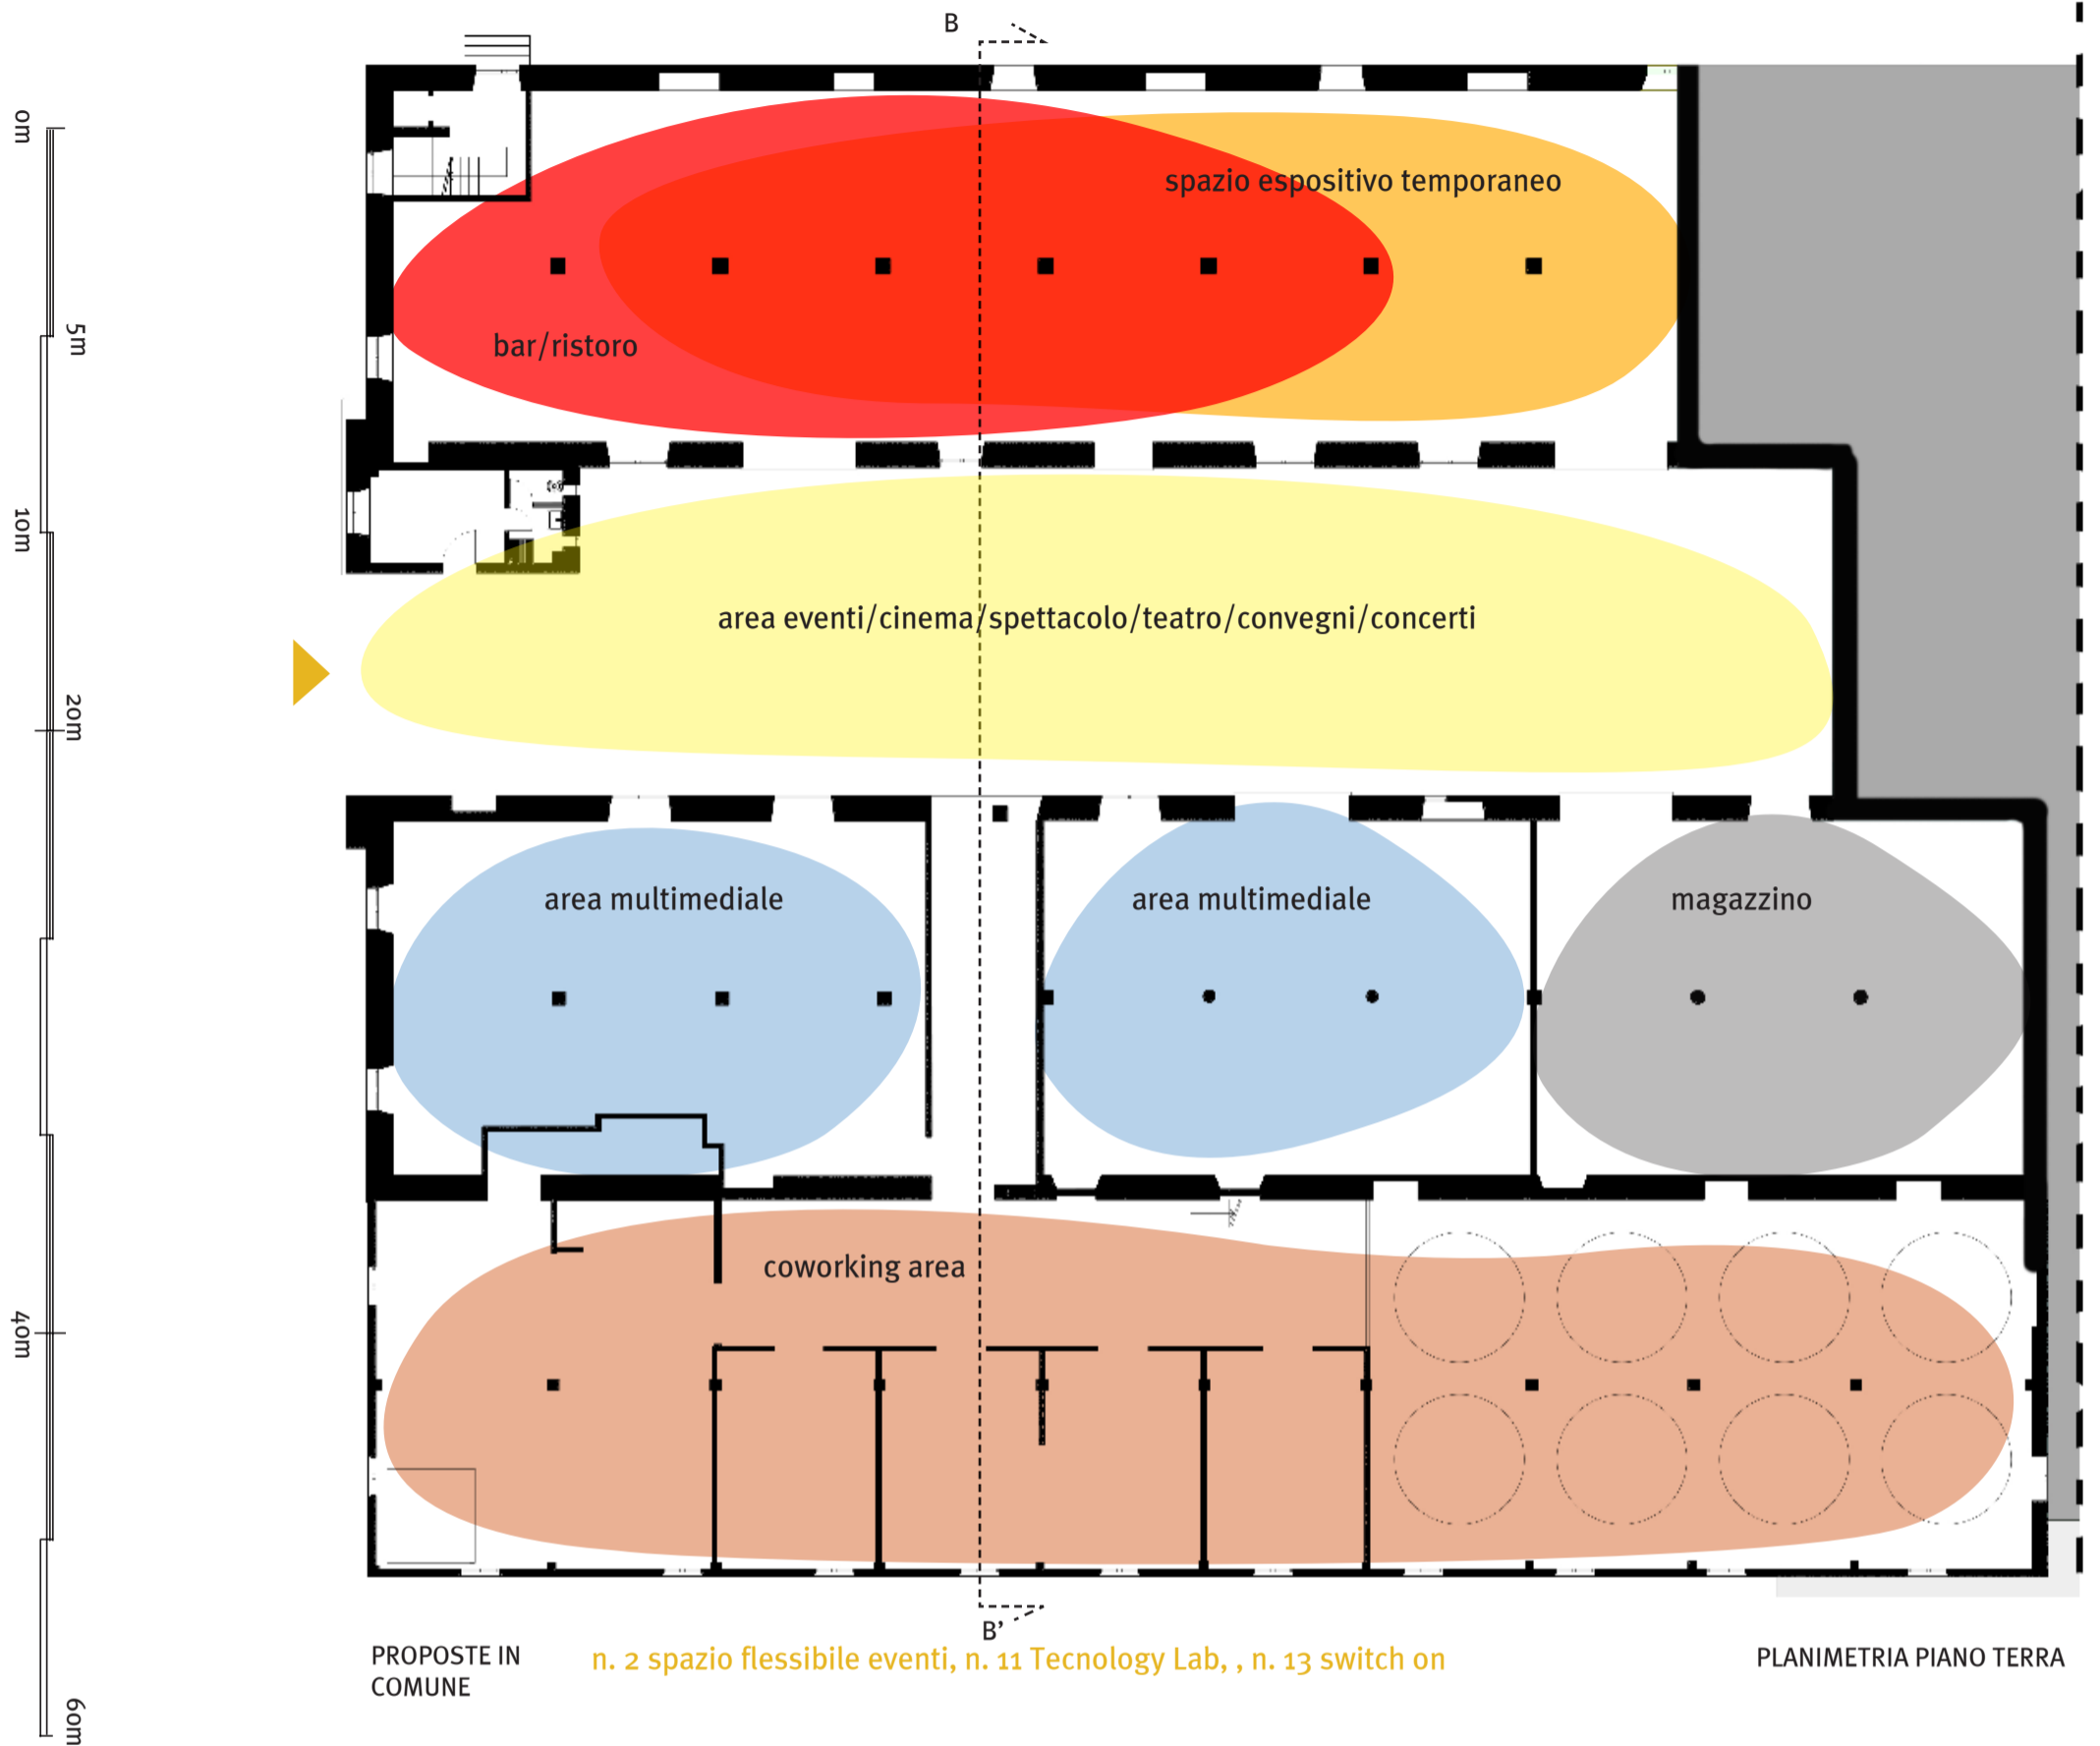 B
0m
5m
10m
20m
40m
60m
spazio espositivo temporaneo
bar/ristoro
area eventi/cinema/spettacolo/teatro/convegni/concerti
area multimediale
area multimediale
magazzino
coworking area
B’
PROPOSTE IN
COMUNE
n. 2 spazio flessibile eventi, n. 11 Tecnology Lab, , n. 13 switch on
PLANIMETRIA PIANO TERRA